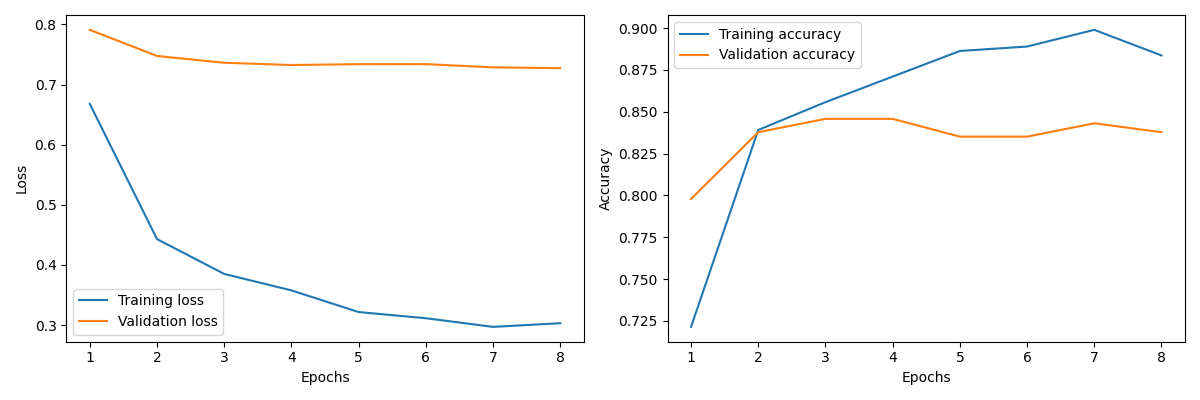 0.8
0.7
0.6
0.5
0.4
0.3
Loss
Training loss
Validation loss
1 2 3 4 5 6 7 8
Epochs
0.900
0.875
0.850
0.825
0.800
0.775
0.750
0.725
Accuracy
Training accuracy
Validation accuracy
1 2 3 4 5 6 7 8
Epochs